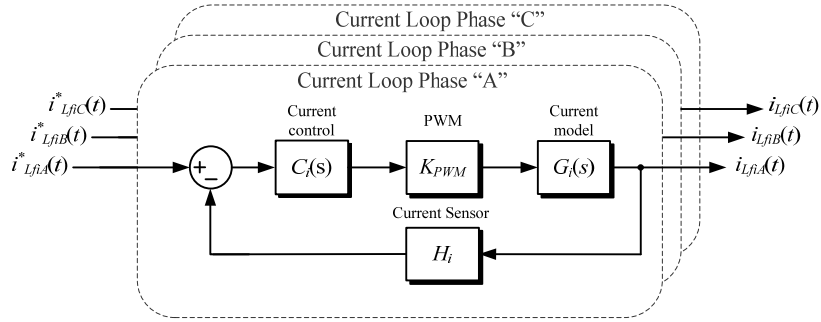 Current Loop Phase “C”
Current Loop Phase “B”
Current Loop Phase “A”
i*LfiC(t)
i*LfiB(t)
i*LfiA(t)
+
−
Current
control
Ci(s)
PWM
KPWM
Current
model
Gi(s)
iLfiC(t)
iLfiB(t)
iLfiA(t)
Current Sensor
Hi